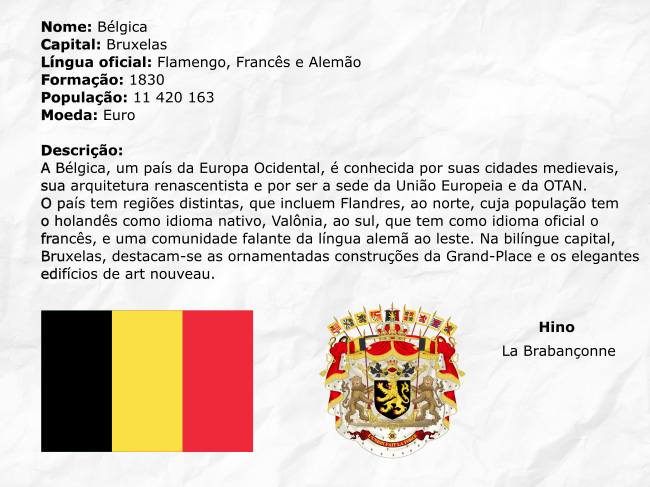 Nome: Bélgica
Capital: Bruxelas
Língua oficial: Flamengo, Francês e Alemão
Formação: 1830
População: 11 420 163
Moeda: Euro
Descrição:
A Bélgica, um país da Europa Ocidental, é conhecida por suas cidades medievais,
sua arquitetura renascentista e por ser a sede da União Europeia e da OTAN.
O país tem regiões distintas, que incluem Flandres, ao norte, cuja população tem
o holandês como idioma nativo, Valônia, ao sul, que tem como idioma oficial o
francês, e uma comunidade falante da língua alemã ao leste. Na bilíngue capital,
Bruxelas, destacam-se as ornamentadas construções da Grand-Place e os elegantes
edifícios de art nouveau.
Hino
La Brabançonne